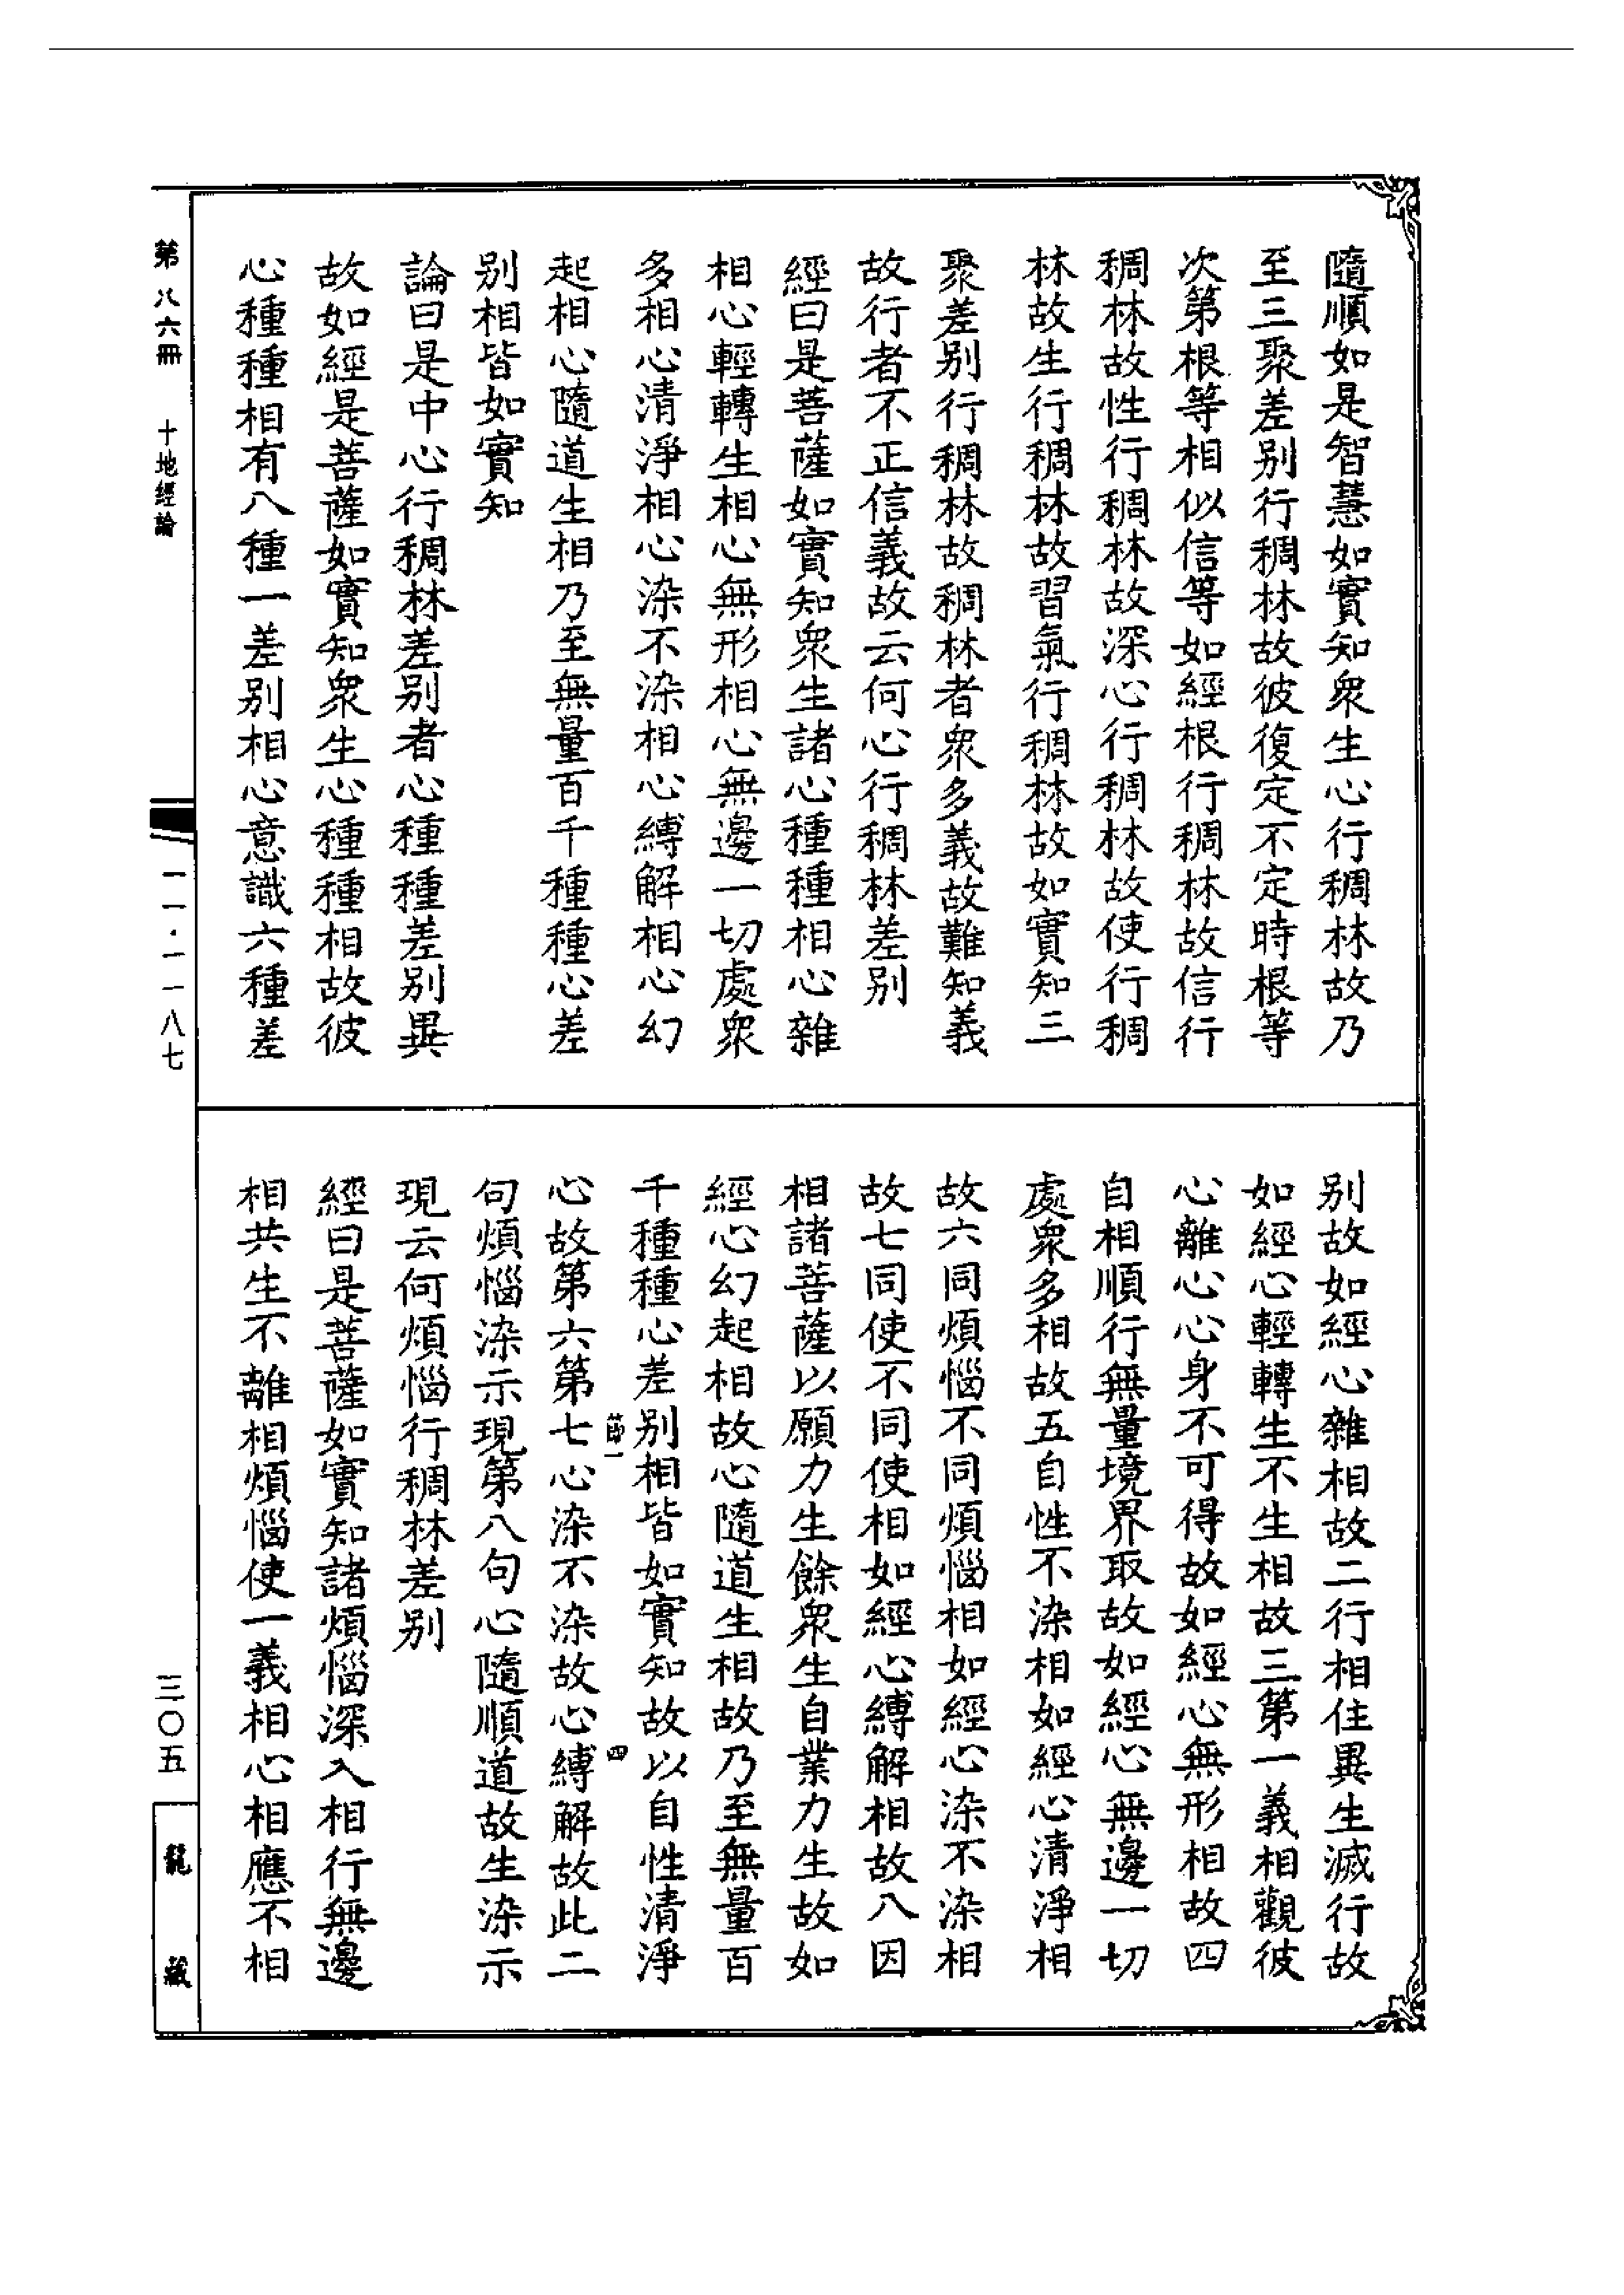 隨順如是智慧如實知衆生心行稠林故乃
至三聚差别行稠林故彼復定不定時根等
次第根等相似信等如經根行稠林故信行
稠林故性行稠林故深心行稠林故使行稠
林故生行稠林故習氣行稠林故如實知三
聚差别行稠林故稠林者衆多義故難知義
故行者不正信義故云何心行稠林差别
經曰是菩薩如實知衆生諸心種種相心雜
相心輕轉生相心無形相心無邊一切處衆
多相心清淨相心染不染相心縛解相心幻
起相心隨道生相乃至無量百千種種心差
别相皆如實知
論曰是中心行稠林差别者心種種差别異
故如經是菩薩如實知衆生心種種相故彼
心種種相有八種一差别相心意識六種差
别故如經心雜相故二行相住異生滅行故
如經心輕轉生不生相故三第一義相觀彼
心離心心身不可得故如經心無形相故四
自相順行無量境界取故如經心無邊一切
處衆多相故五自性不染相如經心清淨相
故六同煩惱不同煩惱相如經心染不染相
故七同使不同使相如經心縛解相故八因
相諸菩薩以願力生餘衆生自業力生故如
經心幻起相故心隨道生相故乃至無量百
千種種心差别相皆如實知故以自性清淨
心故第六第七心染不染故心縛解故此二
句煩惱染示現第八句心隨順道故生染示
現云何煩惱行稠林差别
經曰是菩薩如實知諸煩惱深入相行無邊
相共生不離相煩惱使一義相心相應不相
節一
四
第八六冊 十地經論
一一·一一八七
三〇五
龍藏